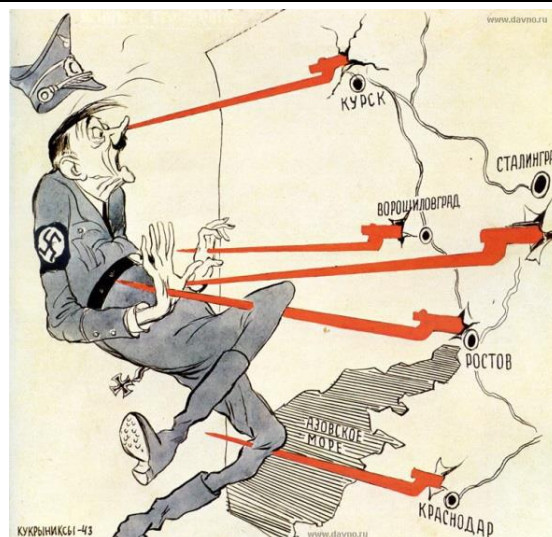 www.davno.ru
КУРСК
СТАЛИНГРА
ВОРОШИЛОВГРАД
РОСТОВ
АЗОВСКОЕ
МОРЕ
КРАСНОДАР
КУКРЫНИКСЫ-43
www.davno.ru